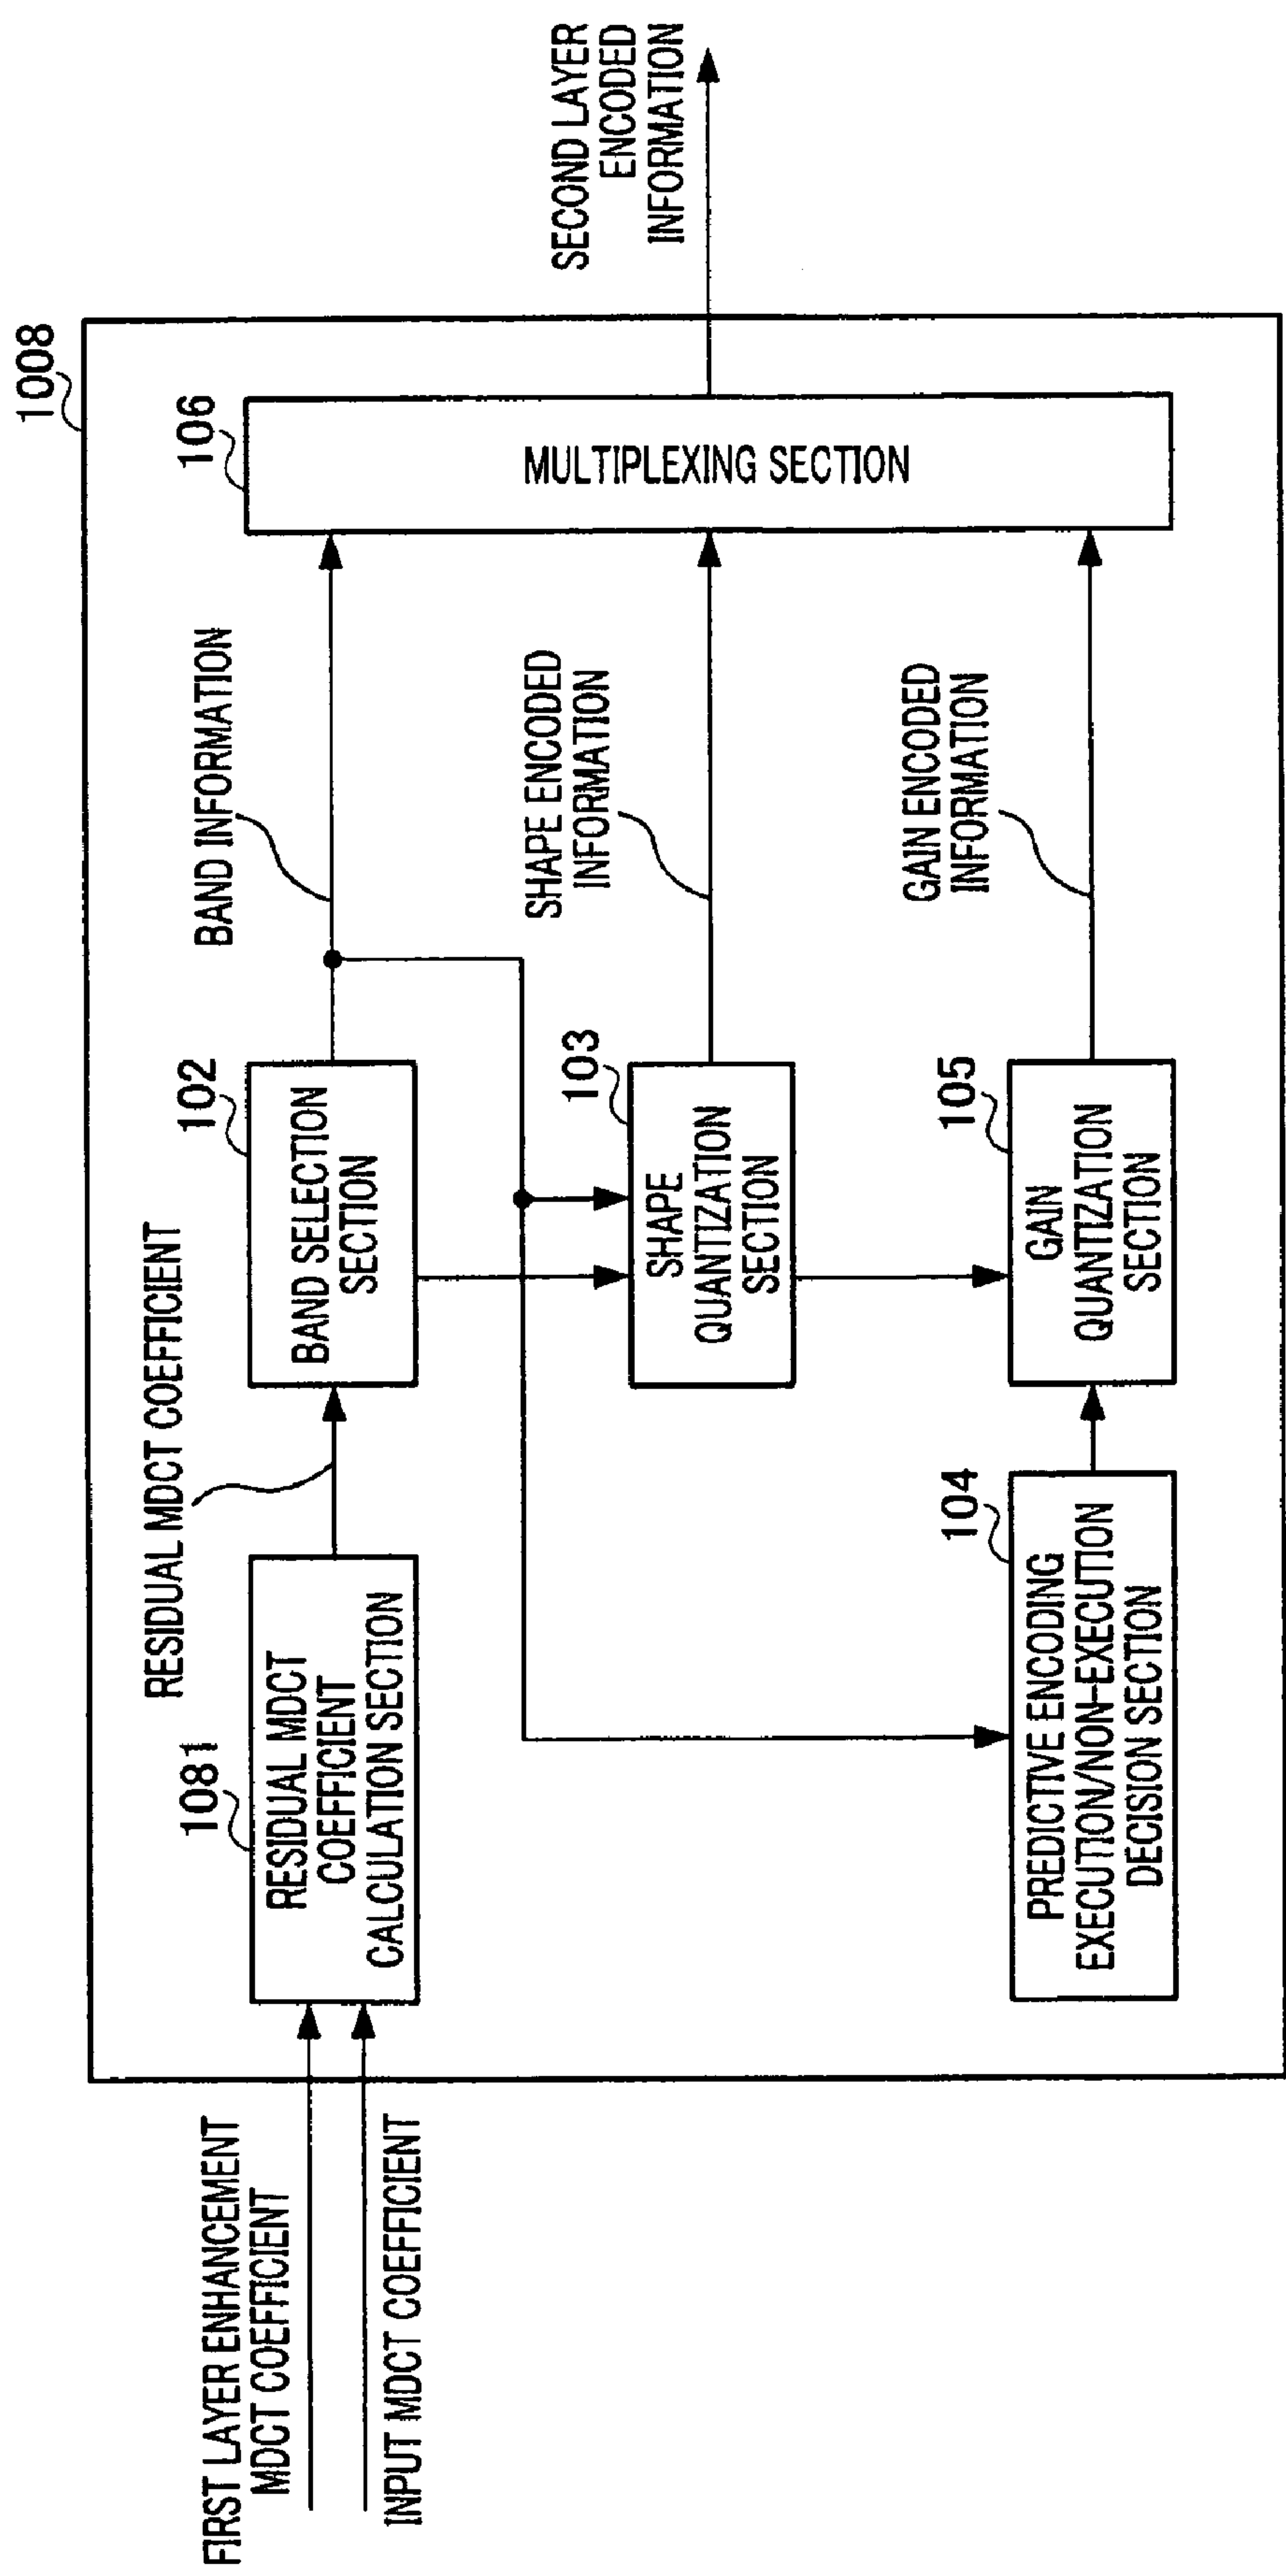 1008
FIRST LAYER ENHANCEMENT
MDCT COEFFICIENT
INPUT MDCT COEFFICIENT
1081
RESIDUAL MDCT
COEFFICIENT
CALCULATION SECTION
RESIDUAL MDCT COEFFICIENT
102
BAND SELECTION
SECTION
BAND INFORMATION
103
SHAPE
QUANTIZATION
SECTION
SHAPE ENCODED
INFORMATION
104
PREDICTIVE ENCODING
EXECUTION/NON-EXECUTION
DECISION SECTION
105
GAIN
QUANTIZATION
SECTION
GAIN ENCODED
INFORMATION
106
MULTIPLEXING SECTION
SECOND LAYER
ENCODED
INFORMATION